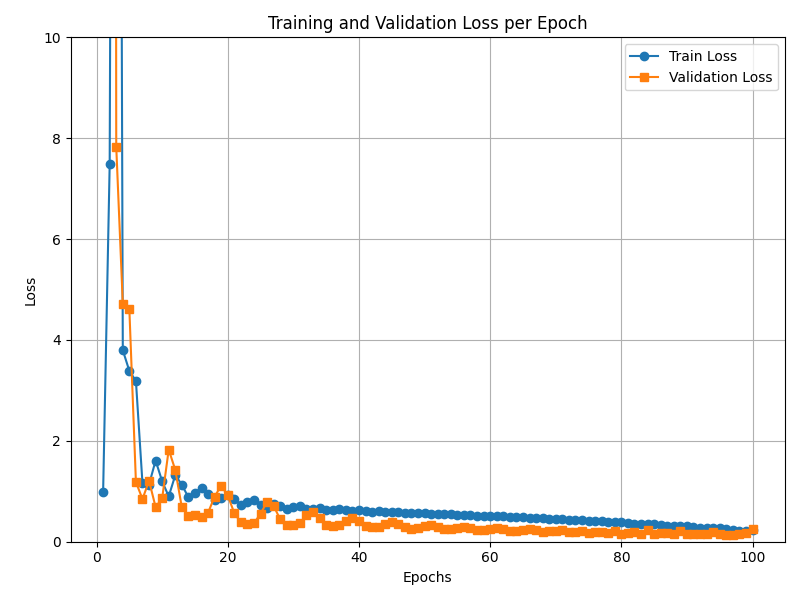 Training and Validation Loss per Epoch
Train Loss
Validation Loss
10
8
6
4
2
0
Loss
0 20 40 60 80 100
Epochs